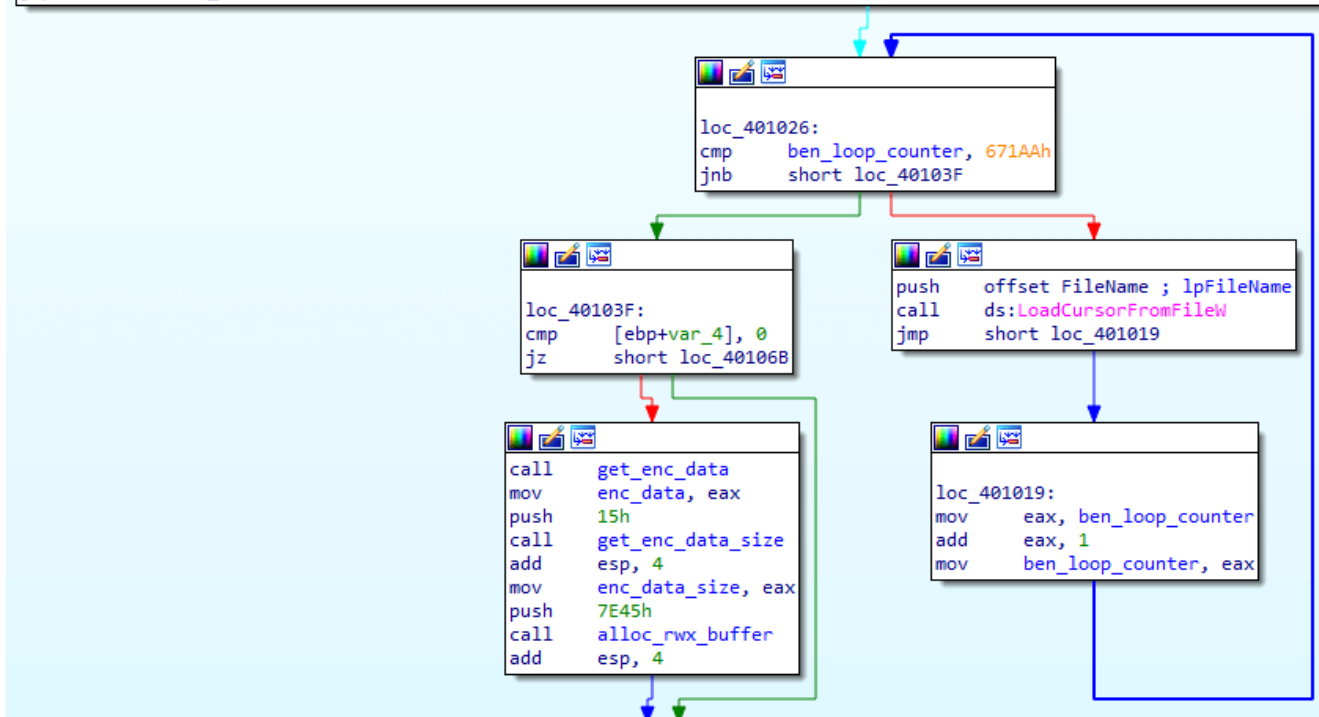 loc_401026:
cmp ben_loop_counter, 671AAh
jnb short loc_40103F
loc_40103F:
cmp [ebp+var_4], 0
jz short loc_40106B
push offset FileName ; lpFileName
call ds:LoadCursorFromFileW
jmp short loc_401019
call get_enc_data
mov enc_data, eax
push 15h
call get_enc_data_size
add esp, 4
mov enc_data_size, eax
push 7E45h
call alloc_rwx_buffer
add esp, 4
loc_401019:
mov eax, ben_loop_counter
add eax, 1
mov ben_loop_counter, eax